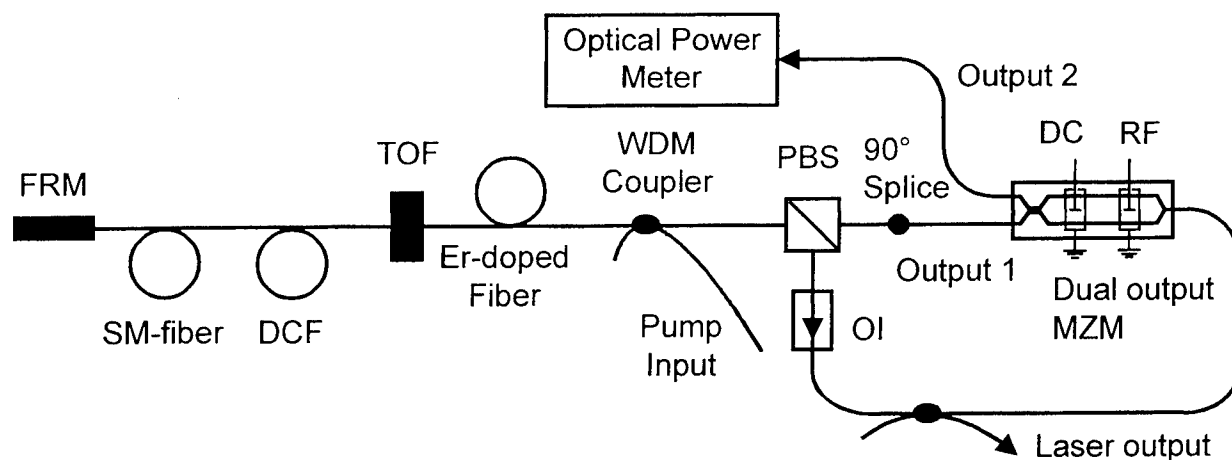 Optical Power
Meter
Output 2
DC
RF
FRM
TOF
WDM
Coupler
PBS
90°
Splice
SM-fiber
DCF
Er-doped
Fiber
Pump
Input
Output 1
OI
Dual output
MZM
Laser output